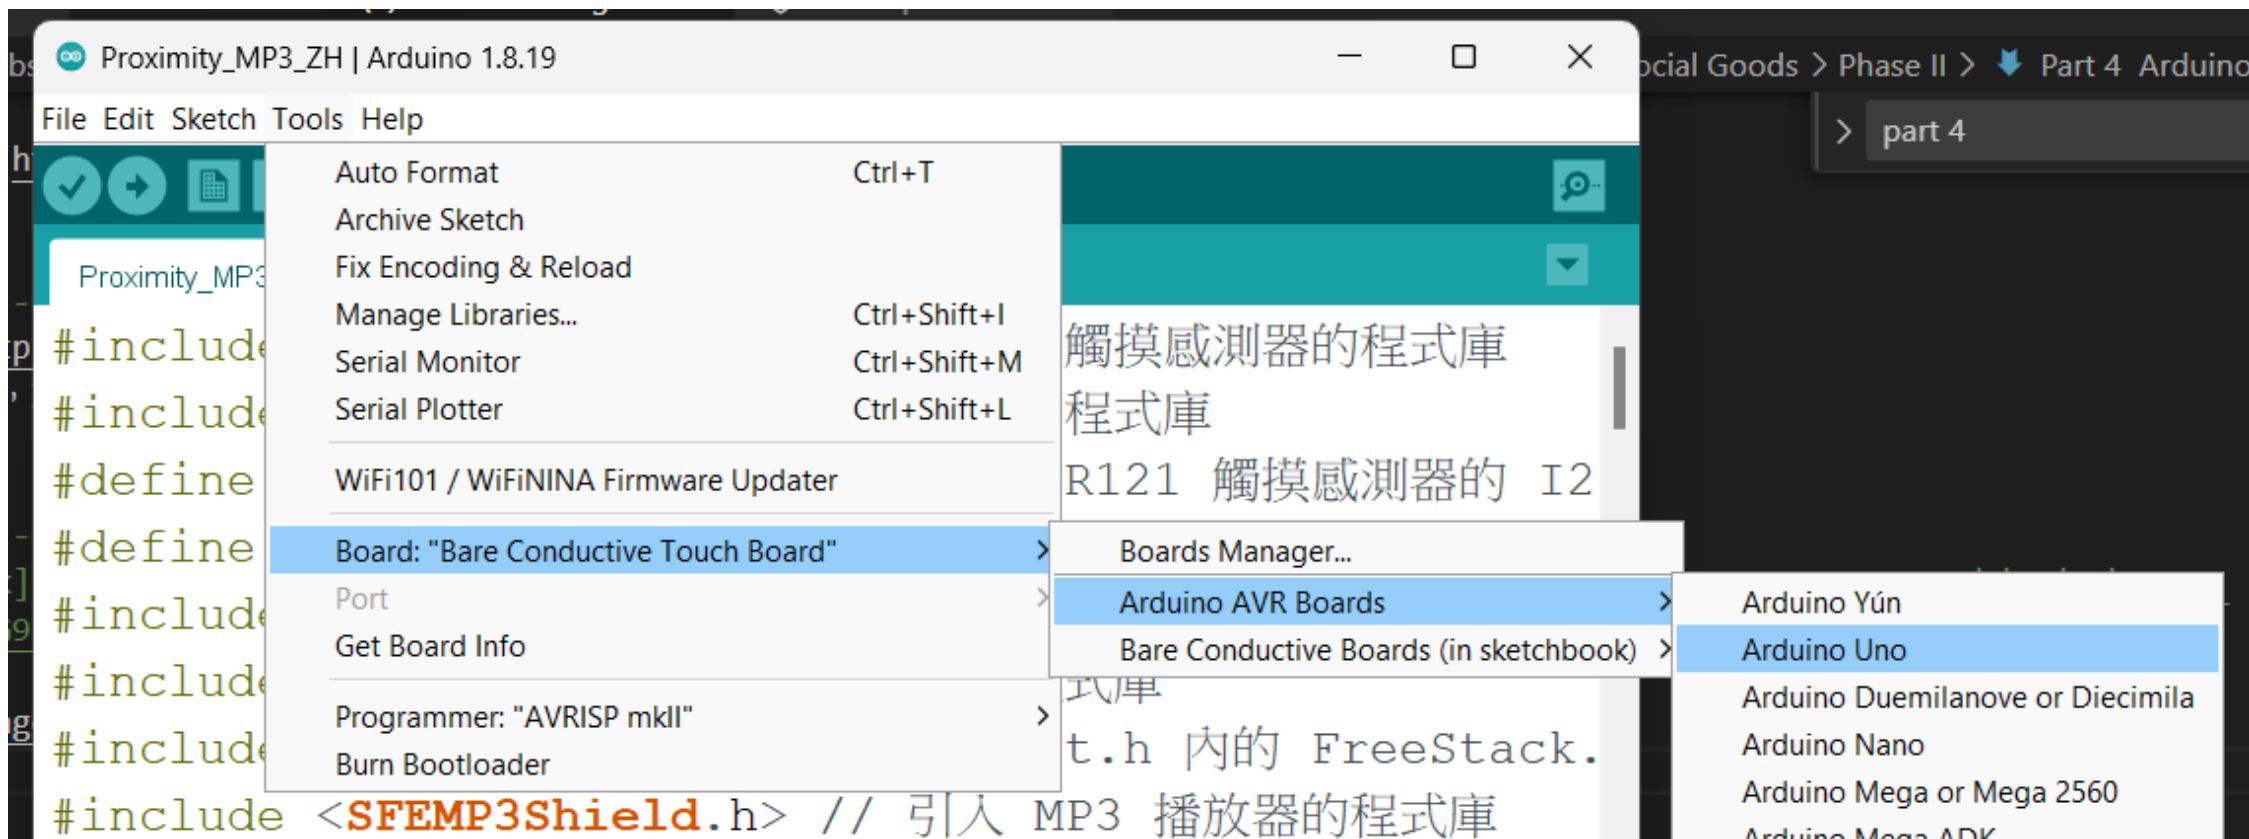 Proximity_MP3_ZH | Arduino 1.8.19
ocial Goods > Phase II > Part 4 Arduino
File Edit Sketch Tools Help
part 4
Auto Format Ctrl+T
Archive Sketch
Fix Encoding & Reload
Proximity_MP3
Manage Libraries... Ctrl+Shift+I
#include 觸摸感測器的程式庫
Serial Monitor Ctrl+Shift+M
Serial Plotter Ctrl+Shift+L
#include 程式庫
WiFi101 / WiFiNINA Firmware Updater
#define R121 觸摸感測器的 I2
Board: "Bare Conductive Touch Board"
Boards Manager...
#define
Port
Arduino AVR Boards
Arduino Yún
#include
Get Board Info
Bare Conductive Boards (in sketchbook)
Arduino Uno
#include 式庫
Arduino Duemilanove or Diecimila
Programmer: "AVRISP mkII"
#include t.h 內的 FreeStack.
Arduino Nano
Burn Bootloader
Arduino Mega or Mega 2560
#include <SFEMP3Shield.h> // 引入 MP3 播放器的程式庫
Arduino Mega ADK